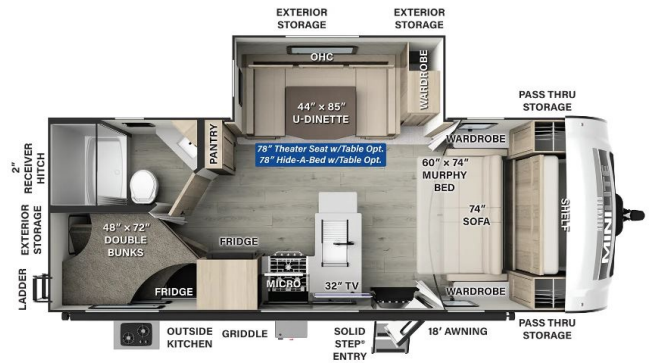 EXTERIOR
STORAGE
EXTERIOR
STORAGE
OHC
WARDROBE
44" × 85"
U-DINETTE
PASS THRU
STORAGE
2"
RECEIVER
HITCH
PANTRY
78" Theater Seat w/Table Opt.
78" Hide-A-Bed w/Table Opt.
WARDROBE
60" × 74"
MURPHY
BED
74"
SOFA
SHELF
MINI LITE
EXTERIOR
STORAGE
48" × 72"
DOUBLE
BUNKS
FRIDGE
LADDER
FRIDGE
MICRO
32" TV
WARDROBE
OUTSIDE
KITCHEN
GRIDDLE
SOLID
STEP®
ENTRY
18' AWNING
PASS THRU
STORAGE